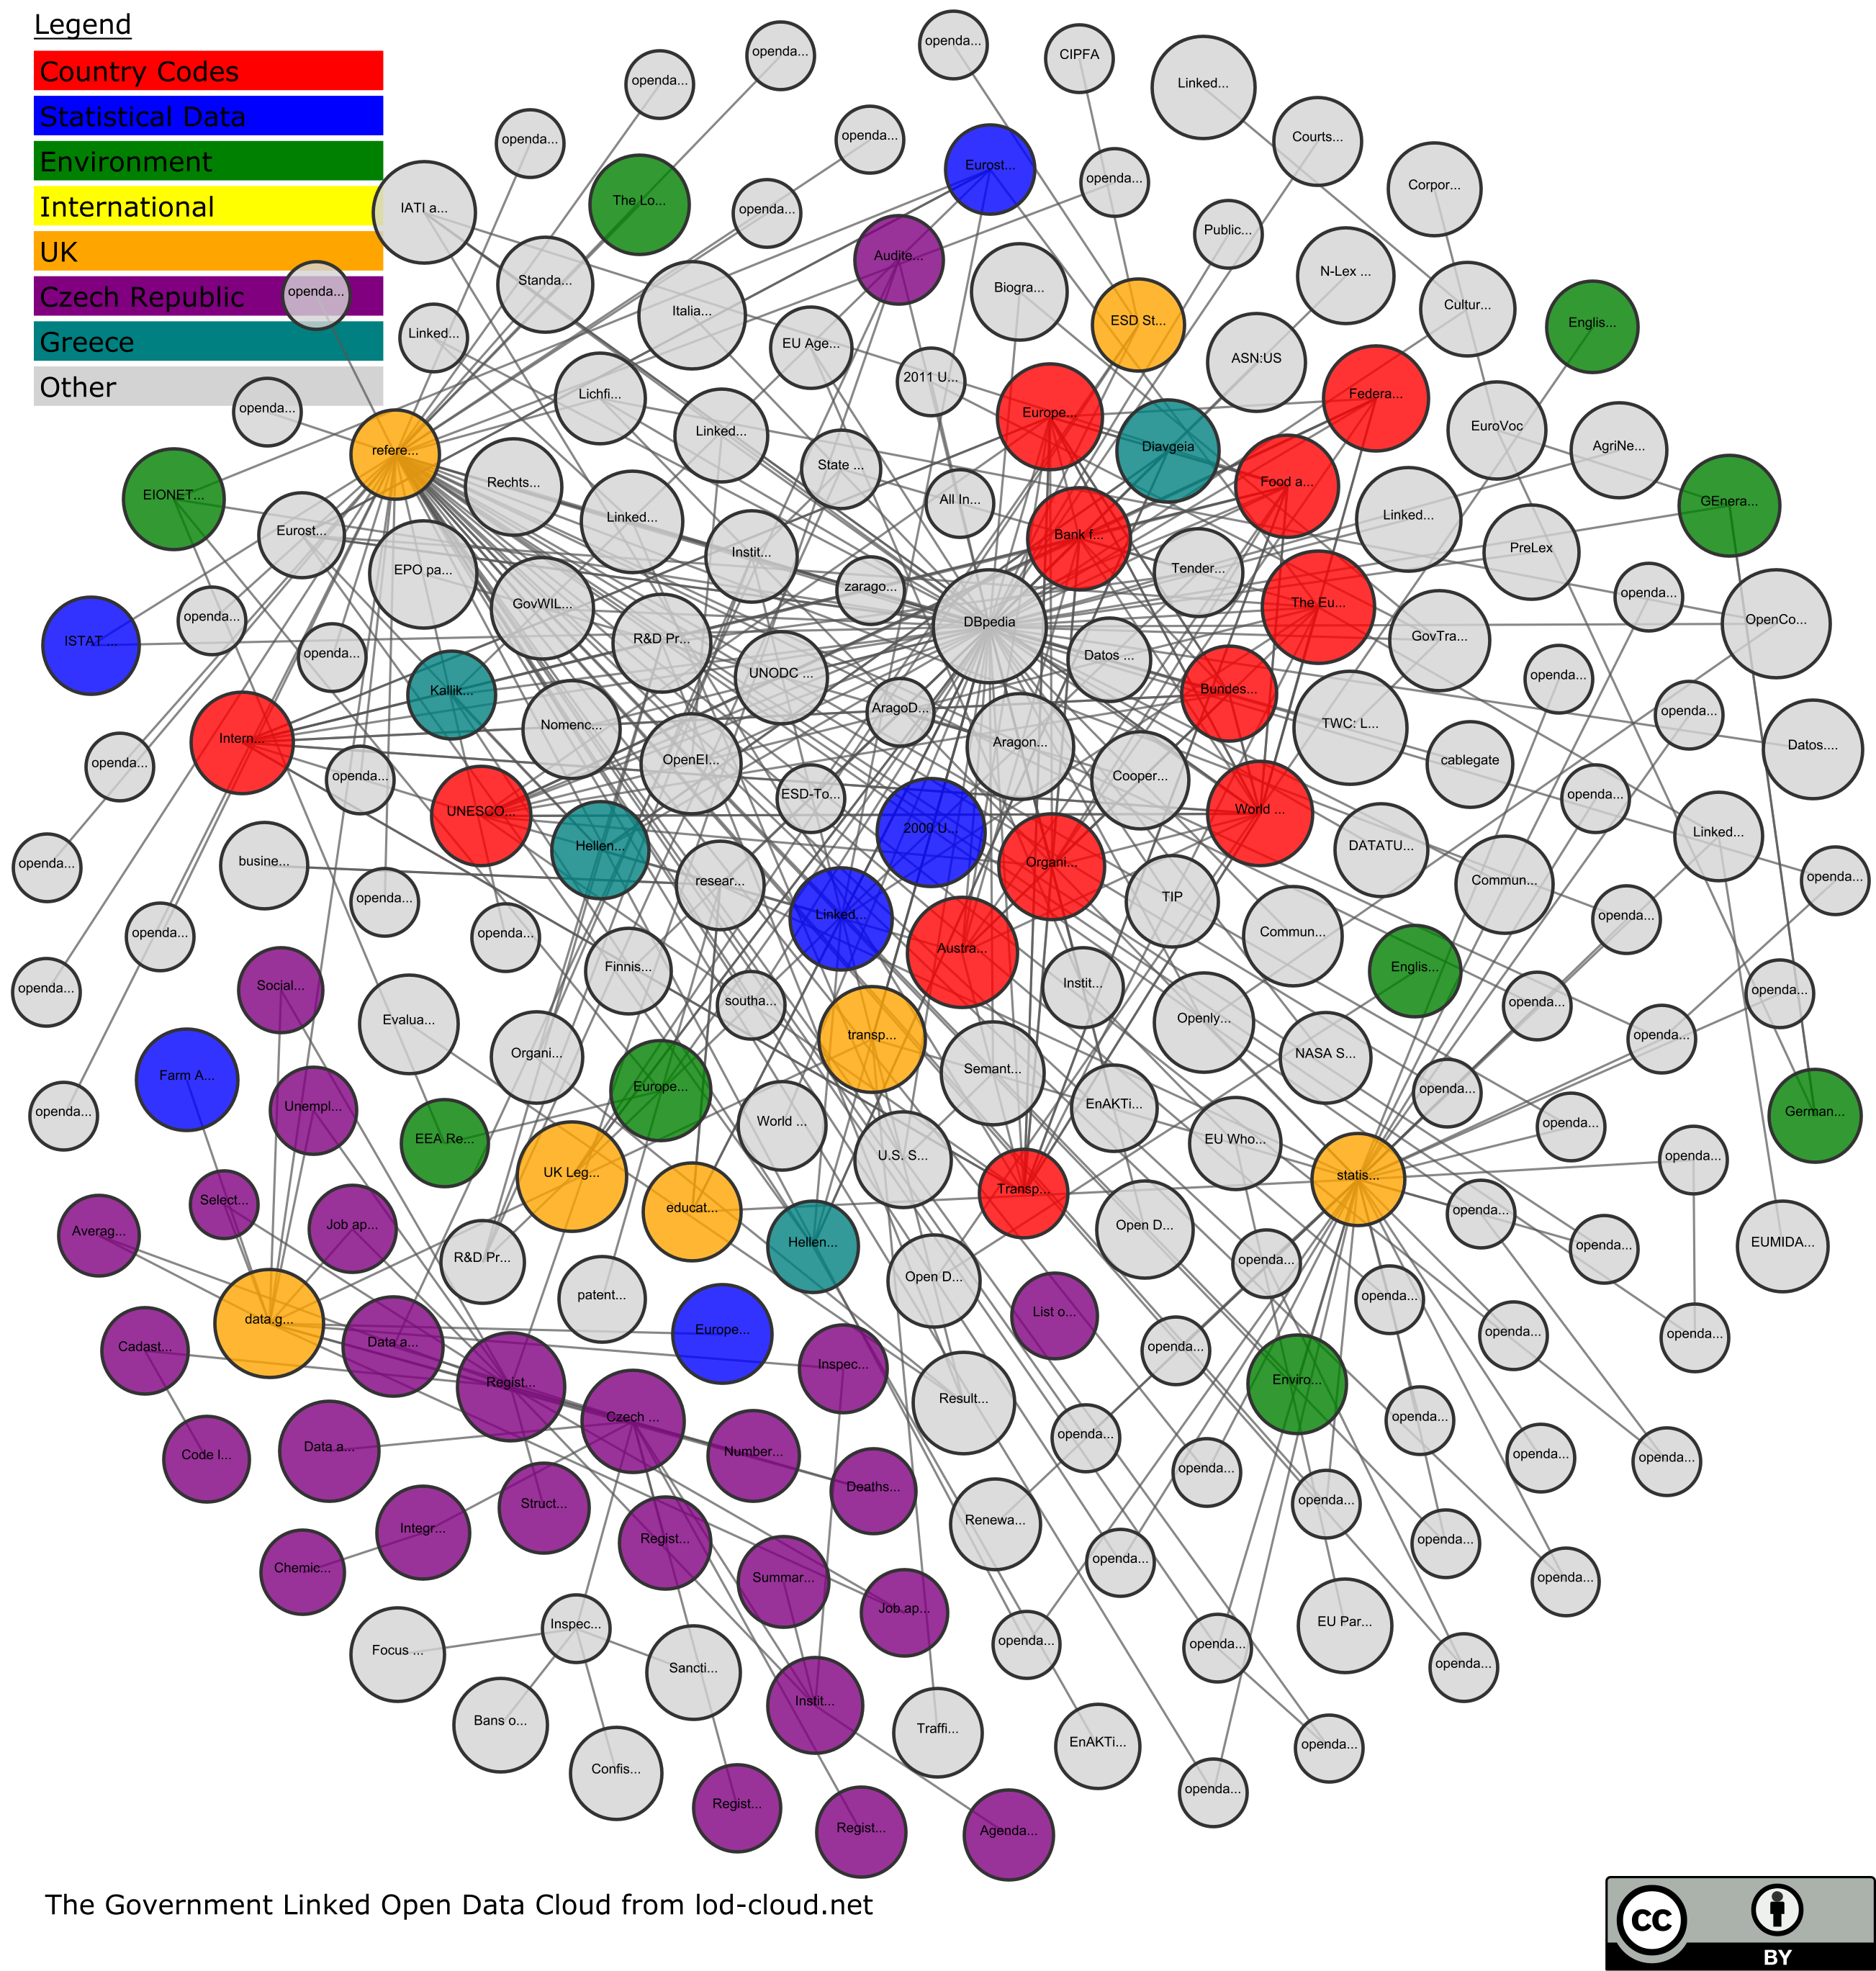 Legend
Country Codes
Statistical Data
Environment
International
UK
Czech Republic
Greece
Other
openda...
CIPFA
openda...
openda...
Linked...
openda...
openda...
Courts...
Eurost...
openda...
Corpor...
The Lo...
IATI a...
openda...
Public...
Audite...
N-Lex ...
Standa...
Biogra...
openda...
Cultur...
Italia...
ESD St...
Englis...
Linked...
EU Age...
ASN:US
2011 U...
Lichfi...
Federa...
openda...
Europe...
EuroVoc
Linked...
Diavgeia
AgriNe...
refere...
State ...
Food a...
Rechts...
EIONET...
All In...
GEnera...
Linked...
Linked...
Eurost...
Bank f...
PreLex
Instit...
EPO pa...
Tender...
zarago...
openda...
GovWIL...
The Eu...
openda...
DBpedia
OpenCo...
R&D Pr...
GovTra...
ISTAT ...
openda...
Datos ...
UNODC ...
openda...
Kallik...
Bundes...
AragoD...
openda...
Nomenc...
TWC: L...
Intern...
Aragon...
Datos....
OpenEI...
cablegate
openda...
openda...
Cooper...
ESD-To...
openda...
UNESCO...
World ...
2000 U...
Linked...
Hellen...
DATATU...
busine...
Organi...
openda...
Commun...
resear...
openda...
TIP
openda...
Linked...
openda...
openda...
openda...
Commun...
Austra...
Finnis...
Englis...
Social...
Instit...
openda...
openda...
southa...
openda...
Evalua...
Openly...
transp...
openda...
Organi...
NASA S...
Semant...
Farm A...
Europe...
openda...
Unempl...
EnAKTi...
openda...
German...
World ...
openda...
EEA Re...
EU Who...
U.S. S...
openda...
UK Leg...
statis...
Transp...
Select...
educat...
openda...
Job ap...
Open D...
Averag...
Hellen...
EUMIDA...
openda...
R&D Pr...
openda...
Open D...
patent...
openda...
List o...
data.g...
openda...
openda...
Europe...
Data a...
Cadast...
openda...
Inspec...
Enviro...
Regist...
Result...
Czech ...
openda...
openda...
Data a...
Number...
Code l...
openda...
openda...
openda...
Deaths...
Struct...
openda...
Renewa...
Integr...
Regist...
openda...
openda...
Chemic...
Summar...
openda...
Job ap...
EU Par...
Inspec...
openda...
openda...
Focus ...
openda...
Sancti...
Instit...
Bans o...
Traffi...
EnAKTi...
openda...
Confis...
openda...
Regist...
Regist...
Agenda...
The Government Linked Open Data Cloud from lod-cloud.net
cc
BY